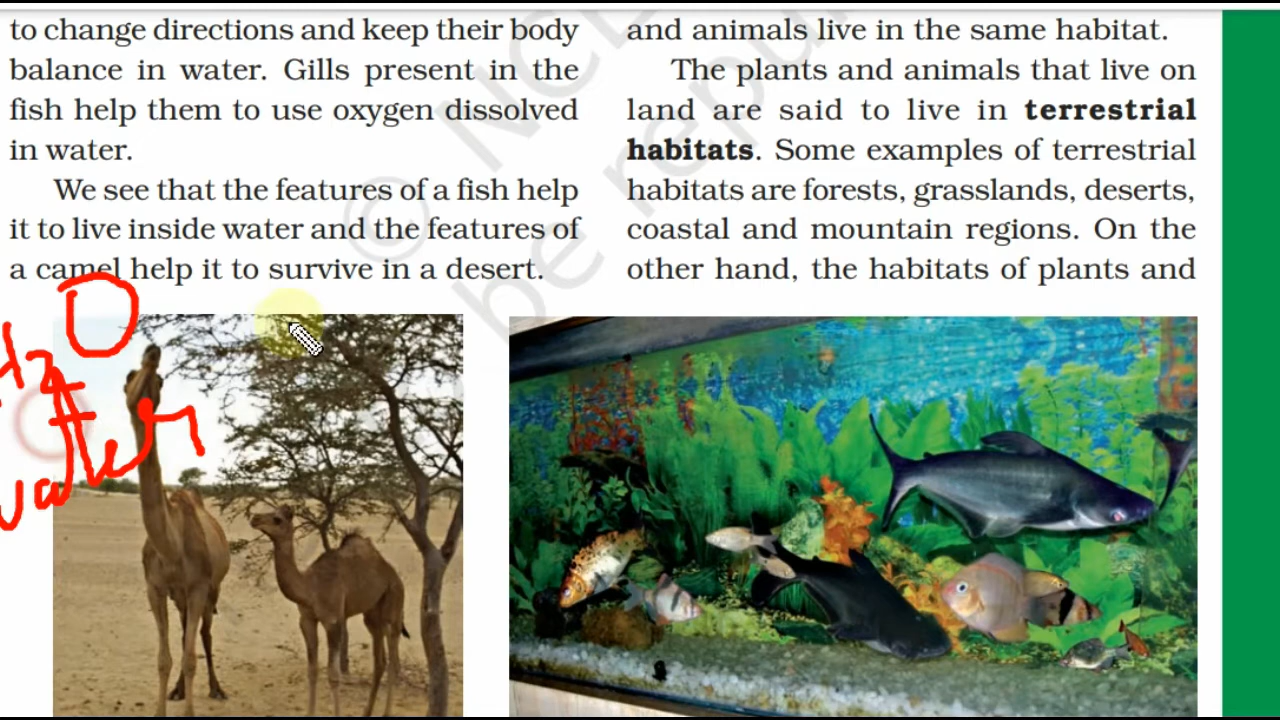 to change directions and keep their body
balance in water. Gills present in the
fish help them to use oxygen dissolved
in water.
We see that the features of a fish help
it to live inside water and the features of
a camel help it to survive in a desert.
and animals live in the same habitat.
The plants and animals that live on
land are said to live in terrestrial
habitats. Some examples of terrestrial
habitats are forests, grasslands, deserts,
coastal and mountain regions. On the
other hand, the habitats of plants and
H2O
water
©
be